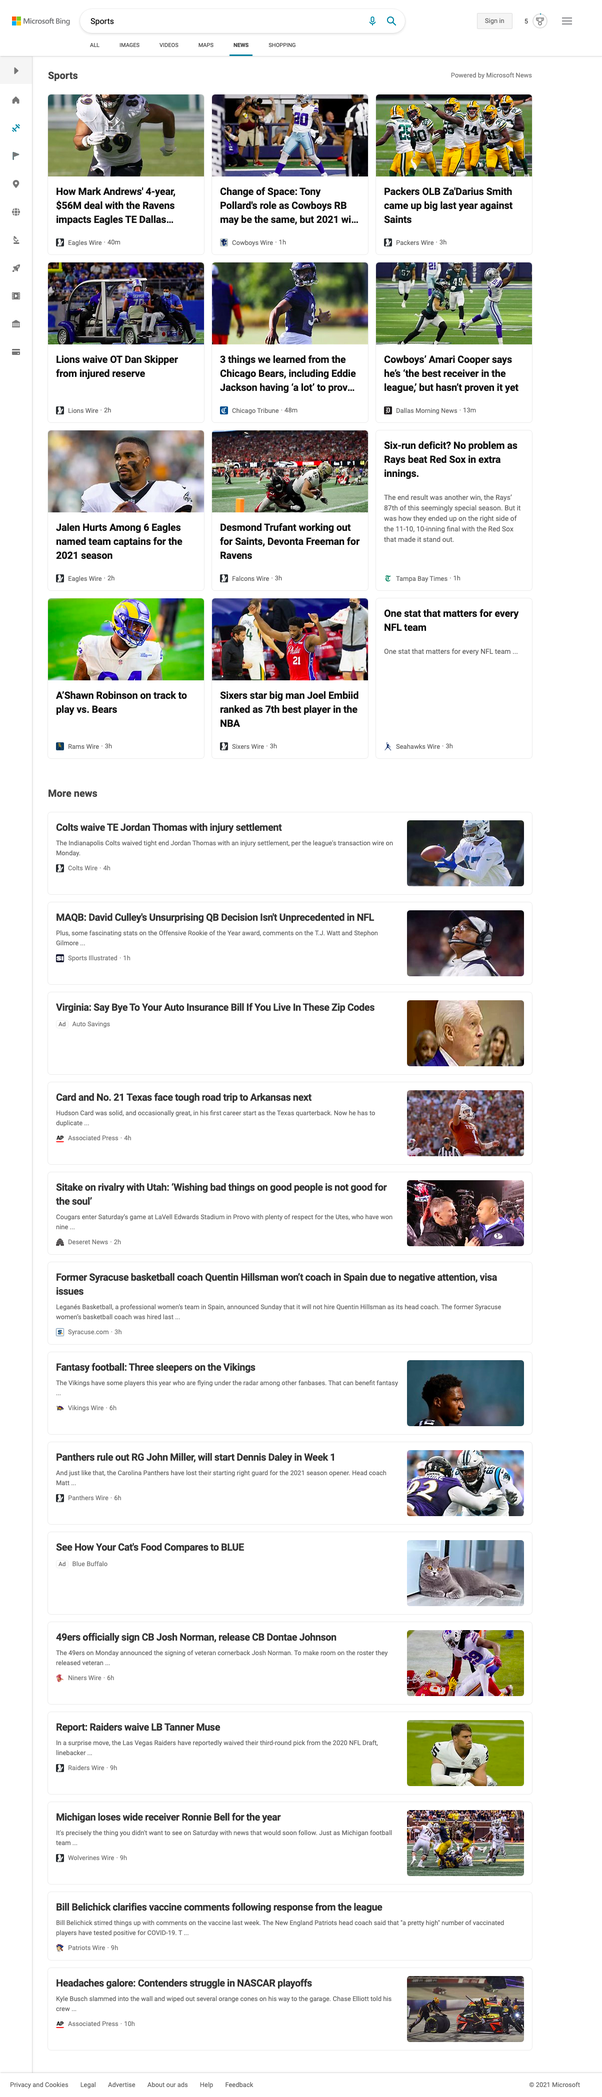 Microsoft Bing
Sports
Sign in
5
ALL
IMAGES
VIDEOS
MAPS
NEWS
SHOPPING
Sports
Powered by Microsoft News
How Mark Andrews' 4-year,
$56M deal with the Ravens
impacts Eagles TE Dallas...
Eagles Wire · 40m
Change of Space: Tony
Pollard's role as Cowboys RB
may be the same, but 2021 wi...
Cowboys Wire · 1h
Packers OLB Za'Darius Smith
came up big last year against
Saints
Packers Wire · 3h
Lions waive OT Dan Skipper
from injured reserve
Lions Wire · 2h
3 things we learned from the
Chicago Bears, including Eddie
Jackson having ‘a lot’ to prov...
Chicago Tribune · 48m
Cowboys’ Amari Cooper says
he’s ‘the best receiver in the
league,’ but hasn’t proven it yet
Dallas Morning News · 13m
Jalen Hurts Among 6 Eagles
named team captains for the
2021 season
Eagles Wire · 2h
Desmond Trufant working out
for Saints, Devonta Freeman for
Ravens
Falcons Wire · 3h
Six-run deficit? No problem as
Rays beat Red Sox in extra
innings.
The end result was another win, the Rays’
87th of this seemingly special season. But it
was how they ended up on the right side of
the 11-10, 10-inning final with the Red Sox
that made it stand out.
Tampa Bay Times · 1h
A'Shawn Robinson on track to
play vs. Bears
Rams Wire · 3h
Sixers star big man Joel Embiid
ranked as 7th best player in the
NBA
Sixers Wire · 3h
One stat that matters for every
NFL team
One stat that matters for every NFL team ...
Seahawks Wire · 3h
More news
Colts waive TE Jordan Thomas with injury settlement
The Indianapolis Colts waived tight end Jordan Thomas with an injury settlement, per the league's transaction wire on
Monday.
Colts Wire · 4h
MAQB: David Culley's Unsurprising QB Decision Isn't Unprecedented in NFL
Plus, some fascinating stats on the Offensive Rookie of the Year award, comments on the T.J. Watt and Stephon
Gilmore ...
Sports Illustrated · 1h
Virginia: Say Bye To Your Auto Insurance Bill If You Live In These Zip Codes
Ad Auto Savings
Card and No. 21 Texas face tough road trip to Arkansas next
Hudson Card was solid, and occasionally great, in his first career start as the Texas quarterback. Now he has to
duplicate ...
Associated Press · 4h
Sitake on rivalry with Utah: ‘Wishing bad things on good people is not good for
the soul’
Cougars enter Saturday's game at LaVell Edwards Stadium in Provo with plenty of respect for the Utes, who have won
nine ...
Deseret News · 2h
Former Syracuse basketball coach Quentin Hillsman won’t coach in Spain due to negative attention, visa
issues
Leganés Basketball, a professional women’s team in Spain, announced Sunday that it will not hire Quentin Hillsman as its head coach. The former Syracuse
women’s basketball coach was hired last ...
Syracuse.com · 3h
Fantasy football: Three sleepers on the Vikings
The Vikings have some players this year who are flying under the radar among other fanbases. That can benefit fantasy
...
Vikings Wire · 6h
Panthers rule out RG John Miller, will start Dennis Daley in Week 1
And just like that, the Carolina Panthers have lost their starting right guard for the 2021 season opener. Head coach
Matt ...
Panthers Wire · 6h
See How Your Cat's Food Compares to BLUE
Ad Blue Buffalo
49ers officially sign CB Josh Norman, release CB Dontae Johnson
The 49ers on Monday announced the signing of veteran cornerback Josh Norman. To make room on the roster they
released veteran ...
Niners Wire · 6h
Report: Raiders waive LB Tanner Muse
In a surprise move, the Las Vegas Raiders have reportedly waived their third-round pick from the 2020 NFL Draft,
linebacker ...
Raiders Wire · 9h
Michigan loses wide receiver Ronnie Bell for the year
It's precisely the thing you didn't want to see on Saturday with news that would soon follow. Just as Michigan football
team ...
Wolverines Wire · 9h
Bill Belichick clarifies vaccine comments following response from the league
Bill Belichick stirred things up with comments on the vaccine last week. The New England Patriots head coach said that "a pretty high" number of vaccinated
players have tested positive for COVID-19. T ...
Patriots Wire · 9h
Headaches galore: Contenders struggle in NASCAR playoffs
Kyle Busch slammed into the wall and wiped out several orange cones on his way to the garage. Chase Elliott told his
crew ...
Associated Press · 10h
Privacy and Cookies
Legal
Advertise
About our ads
Help
Feedback
© 2021 Microsoft